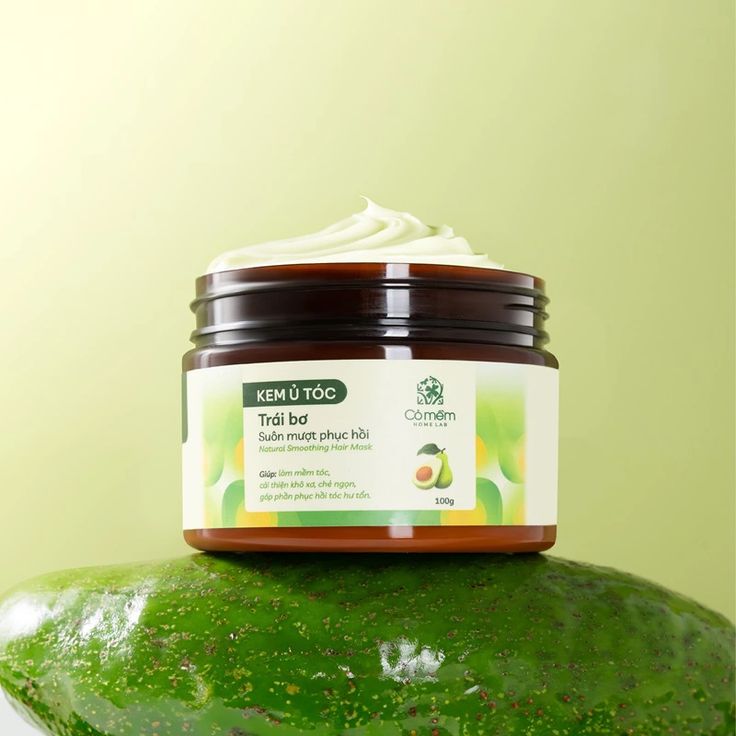 KEM Ủ TÓC
Trái bơ
Suôn mượt phục hồi
Natural Smoothing Hair Mask
Giúp: làm mềm tóc,
cải thiện khô xơ, chẻ ngọn,
góp phần phục hồi tóc hư tổn.
Cỏ mềm
HOME LAB
100g